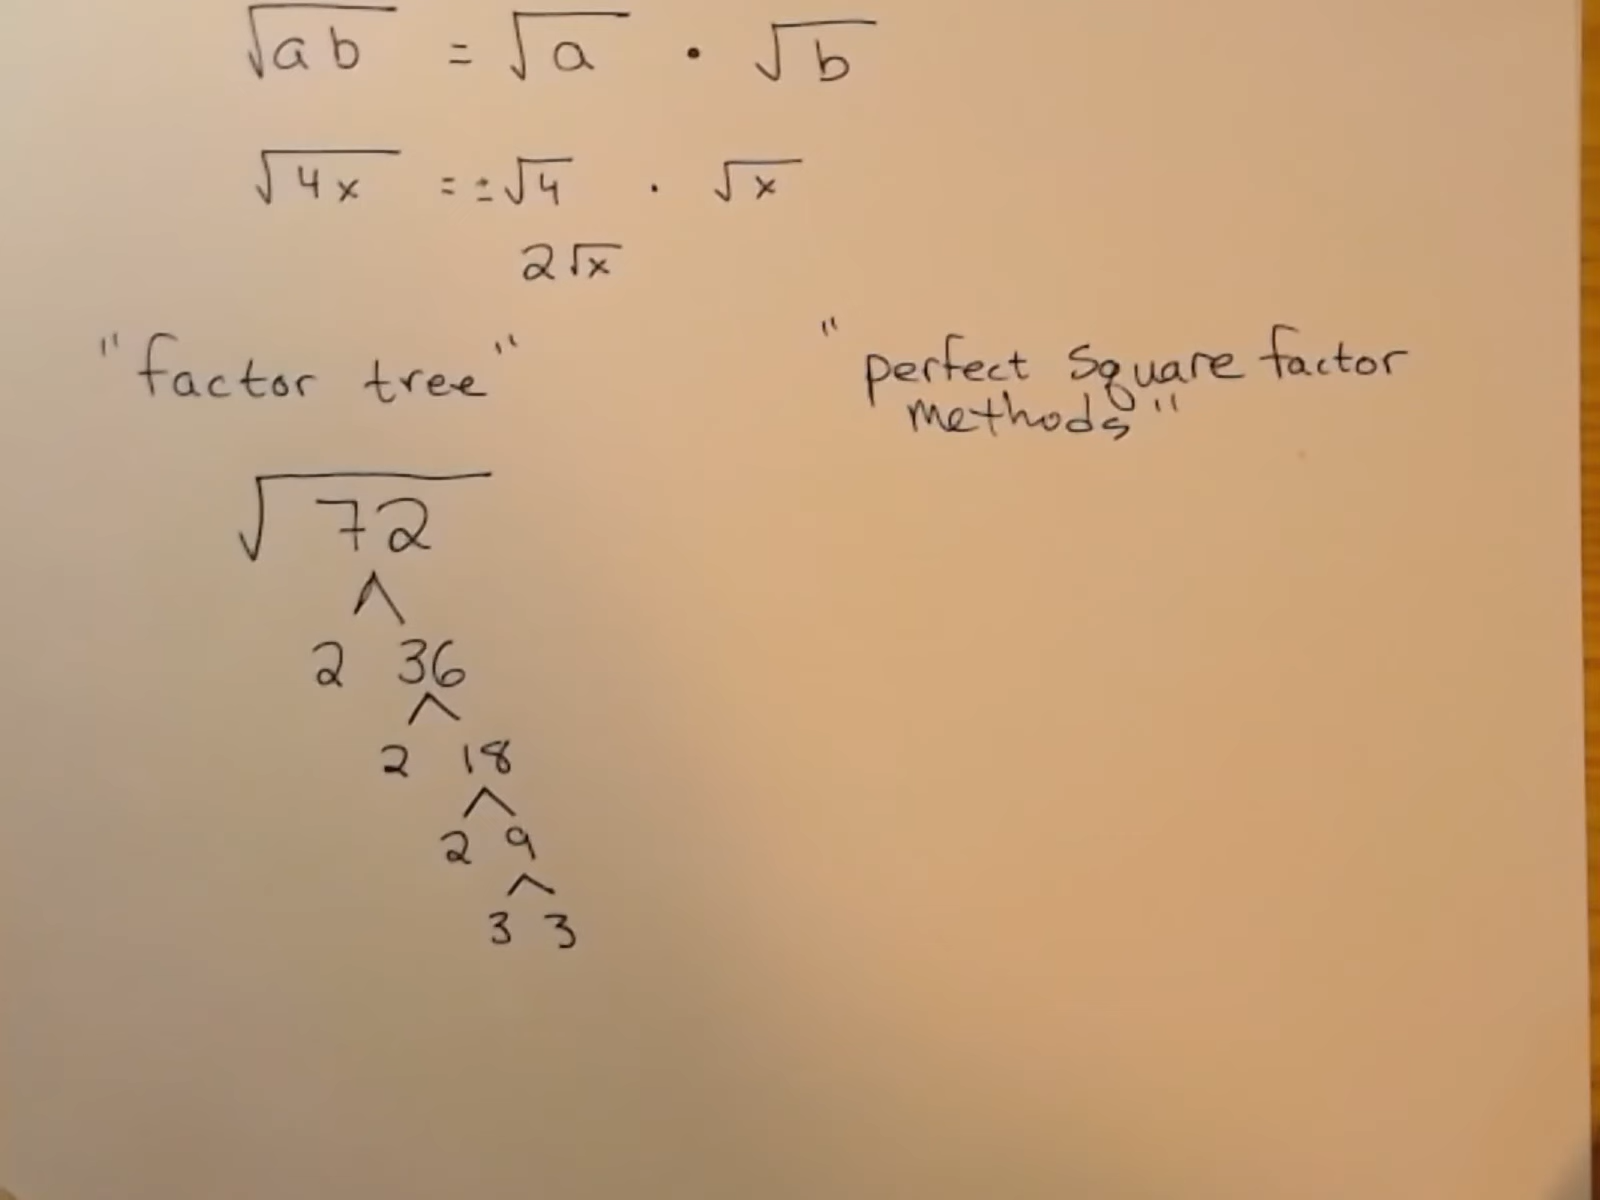 √ab = √a · √b
√4x = ±√4 · √x
2√x
"factor tree"
"perfect square factor
methods"
√72
2 36
2 18
2 9
3 3